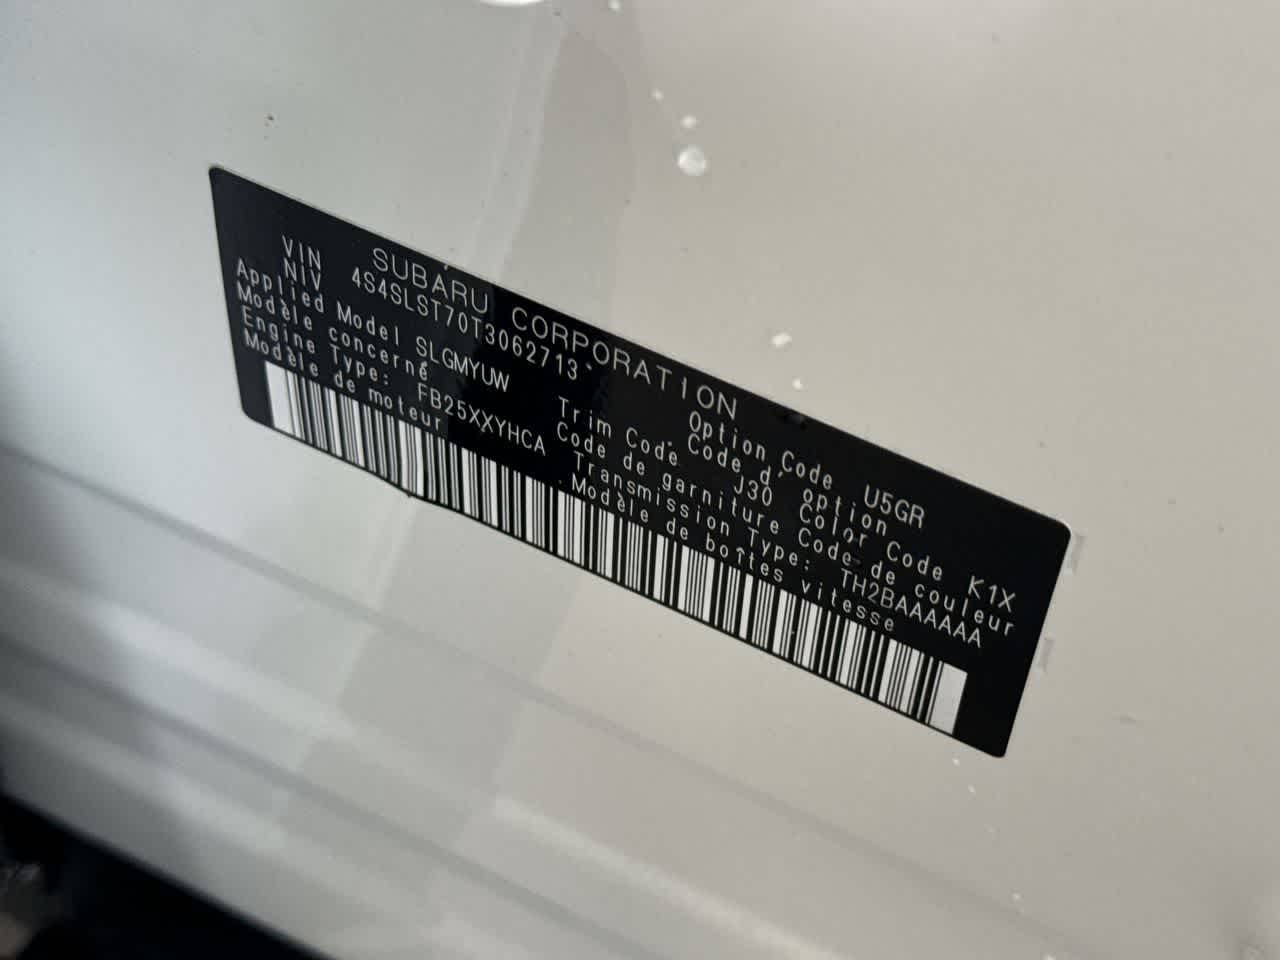 SUBARU CORPORATION
VIN
NIV 4S4SLST70T3062713
Option Code U5GR
Code d'option
Applied Model SLGMYUW
Modèle concerné
Trim Code J30
Code de garniture
Color Code K1X
Code de couleur
Engine Type: FB25XXYHCA
Modèle de moteur
Transmission Type: TH2BAAAAAA
Modèle de boîtes vitesse